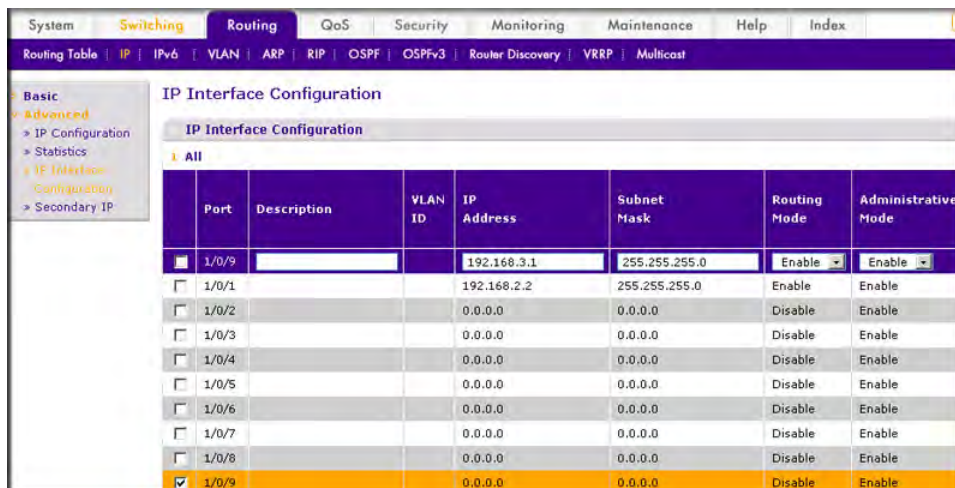 System Switching Routing QoS Security Monitoring Maintenance Help Index
Routing Table | IP | IPv6 | VLAN | ARP | RIP | OSPF | OSPFv3 | Router Discovery | VRRP | Multicast
Basic
Advanced
» IP Configuration
» Statistics
» IP Interface
Configuration
» Secondary IP
IP Interface Configuration
IP Interface Configuration
1 All
Port Description VLAN ID IP Address Subnet Mask Routing Mode Administrative Mode
1/0/9 192.168.3.1 255.255.255.0 Enable Enable
1/0/1 192.168.2.2 255.255.255.0 Enable Enable
1/0/2 0.0.0.0 0.0.0.0 Disable Enable
1/0/3 0.0.0.0 0.0.0.0 Disable Enable
1/0/4 0.0.0.0 0.0.0.0 Disable Enable
1/0/5 0.0.0.0 0.0.0.0 Disable Enable
1/0/6 0.0.0.0 0.0.0.0 Disable Enable
1/0/7 0.0.0.0 0.0.0.0 Disable Enable
1/0/8 0.0.0.0 0.0.0.0 Disable Enable
1/0/9 0.0.0.0 0.0.0.0 Disable Enable